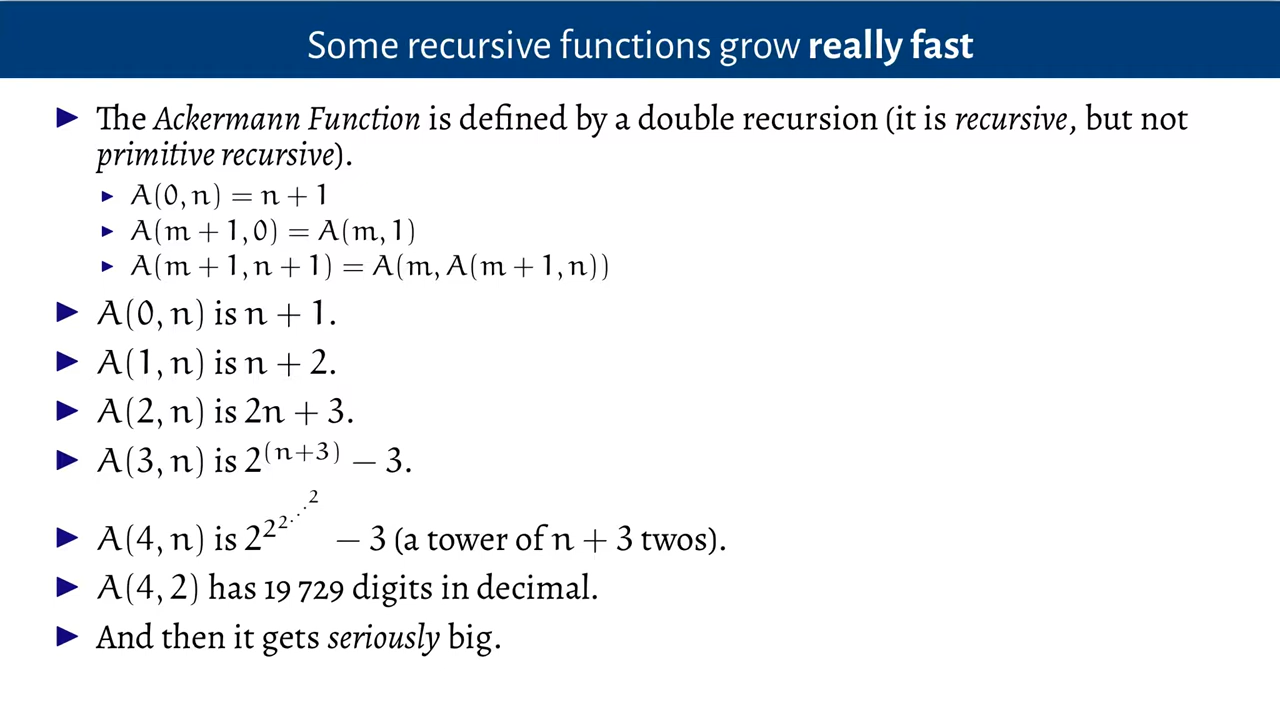 Some recursive functions grow really fast
▶ The Ackermann Function is defined by a double recursion (it is recursive, but not
primitive recursive).
▶ A(0, n) = n + 1
▶ A(m + 1, 0) = A(m, 1)
▶ A(m + 1, n + 1) = A(m, A(m + 1, n))
▶ A(0, n) is n + 1.
▶ A(1, n) is n + 2.
▶ A(2, n) is 2n + 3.
▶ A(3, n) is 2^(n+3) − 3.
▶ A(4, n) is 2^2^2^⋰^2 − 3 (a tower of n + 3 twos).
▶ A(4, 2) has 19 729 digits in decimal.
▶ And then it gets seriously big.